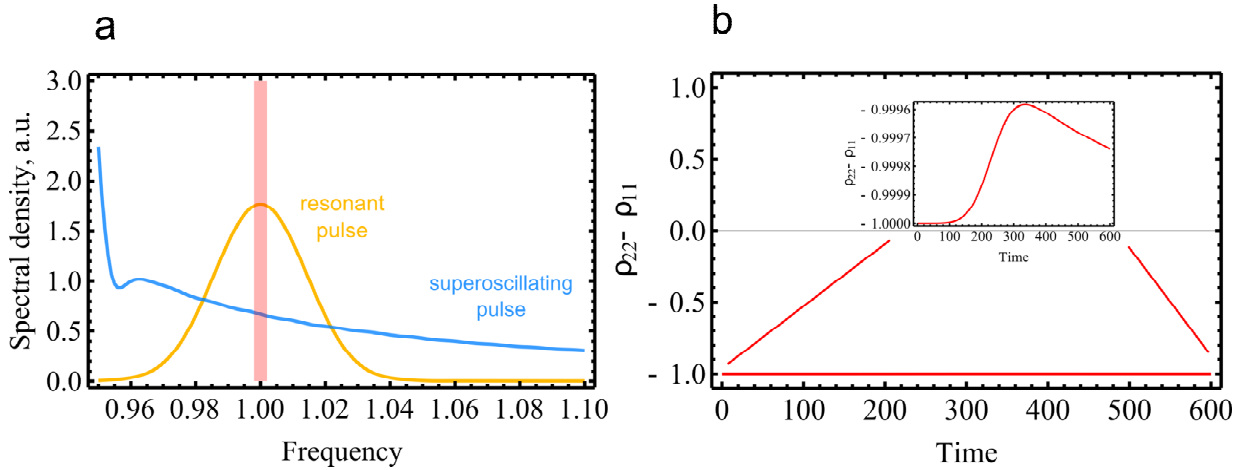 a
Spectral density, a.u.
3.0
2.5
2.0
1.5
1.0
0.5
0.0
resonant
pulse
superoscillating
pulse
0.96 0.98 1.00 1.02 1.04 1.06 1.08 1.10
Frequency
b
ρ22- ρ11
1.0
0.5
0.0
- 0.5
- 1.0
ρ22- ρ11
- 0.9996
- 0.9997
- 0.9998
- 0.9999
- 1.0000
0 100 200 300 400 500 600
Time
0 100 200 300 400 500 600
Time